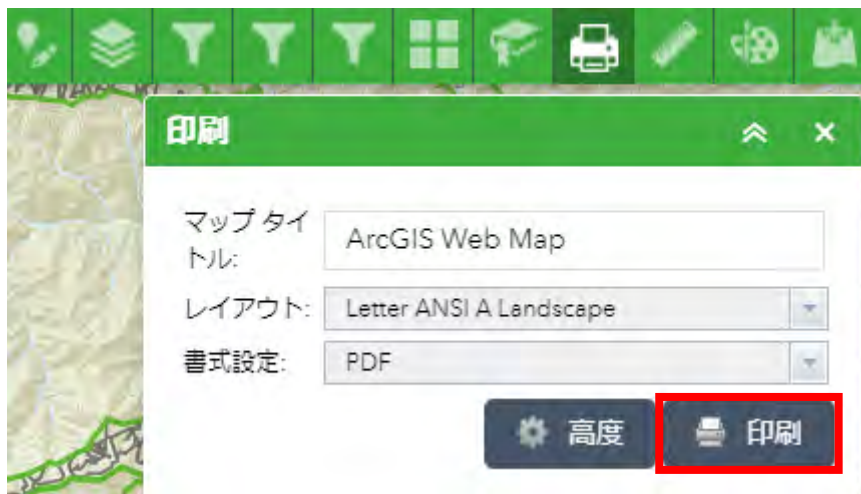 印刷
マップ タイ
トル:
ArcGIS Web Map
レイアウト:
Letter ANSI A Landscape
書式設定:
PDF
高度
印刷